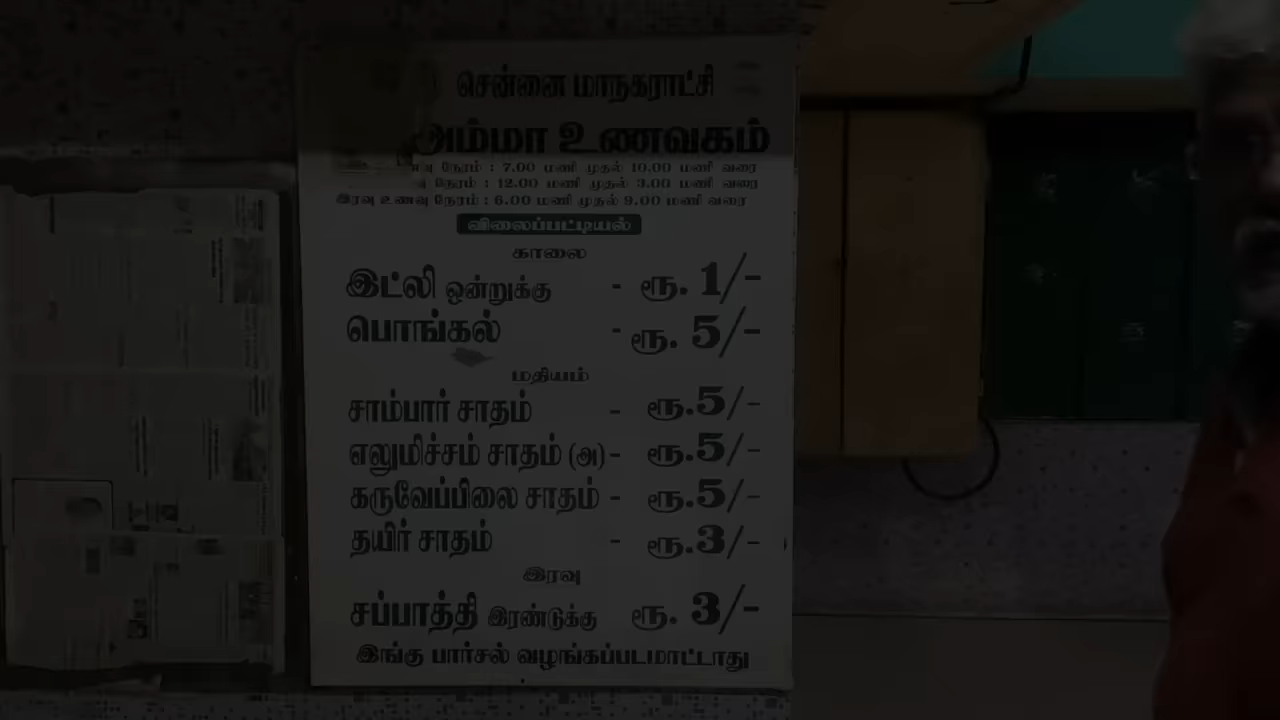 சென்னை மாநகராட்சி
அம்மா உணவகம்
நேரம் : 7.00 மணி முதல் 10.00 மணி வரை
நேரம் : 12.00 மணி முதல் 3.00 மணி வரை
இரவு உணவு நேரம் : 6.00 மணி முதல் 9.00 மணி வரை
விலைப்பட்டியல்
காலை
இட்லி ஒன்றுக்கு - ரூ. 1/-
பொங்கல் - ரூ. 5/-
மதியம்
சாம்பார் சாதம் - ரூ.5/-
எலுமிச்சம் சாதம் (அ) - ரூ.5/-
கருவேப்பிலை சாதம் - ரூ.5/-
தயிர் சாதம் - ரூ.3/-
இரவு
சப்பாத்தி இரண்டுக்கு ரூ. 3/-
இங்கு பார்சல் வழங்கப்படமாட்டாது